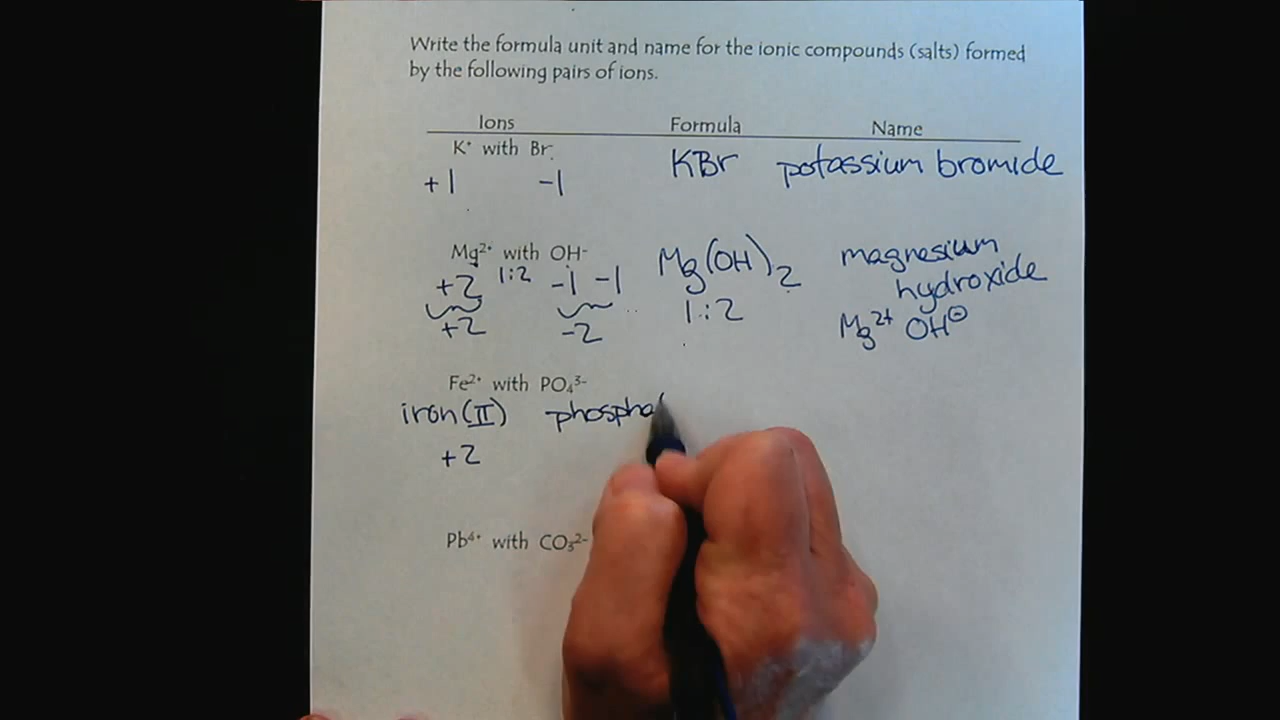 Write the formula unit and name for the ionic compounds (salts) formed
by the following pairs of ions.
Ions Formula Name
K⁺ with Br⁻ KBr potassium bromide
+1 -1
Mg²⁺ with OH⁻ Mg(OH)₂ magnesium
hydroxide
+2 1:2 -1 -1 1:2
+2 -2 Mg²⁺ OH⊖
Fe²⁺ with PO₄³⁻
iron(II) phospha
+2
Pb⁴⁺ with CO₃²⁻